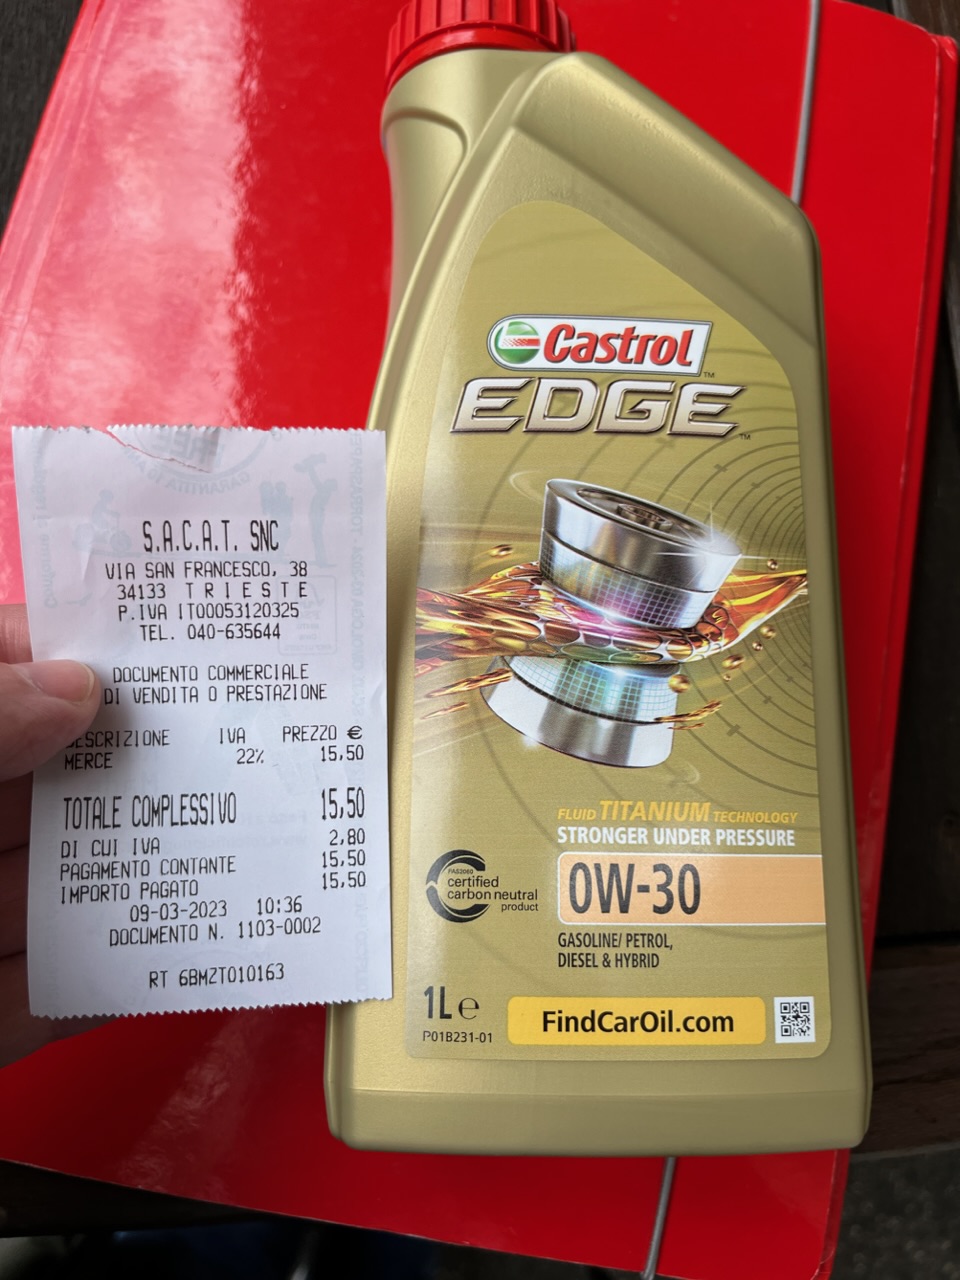 S.A.C.A.T. SNC
VIA SAN FRANCESCO, 38
34133 T R I E S T E
P.IVA IT00053120325
TEL. 040-635644
DOCUMENTO COMMERCIALE
DI VENDITA O PRESTAZIONE
DESCRIZIONE IVA PREZZO €
MERCE 22% 15,50
TOTALE COMPLESSIVO 15,50
DI CUI IVA 2,80
PAGAMENTO CONTANTE 15,50
IMPORTO PAGATO 15,50
09-03-2023 10:36
DOCUMENTO N. 1103-0002
RT 6BMZT010163
Castrol
EDGE
FLUID TITANIUM TECHNOLOGY
STRONGER UNDER PRESSURE
PAS2060
certified
carbon neutral
product
0W-30
GASOLINE/ PETROL,
DIESEL & HYBRID
1L e
P01B231-01
FindCarOil.com